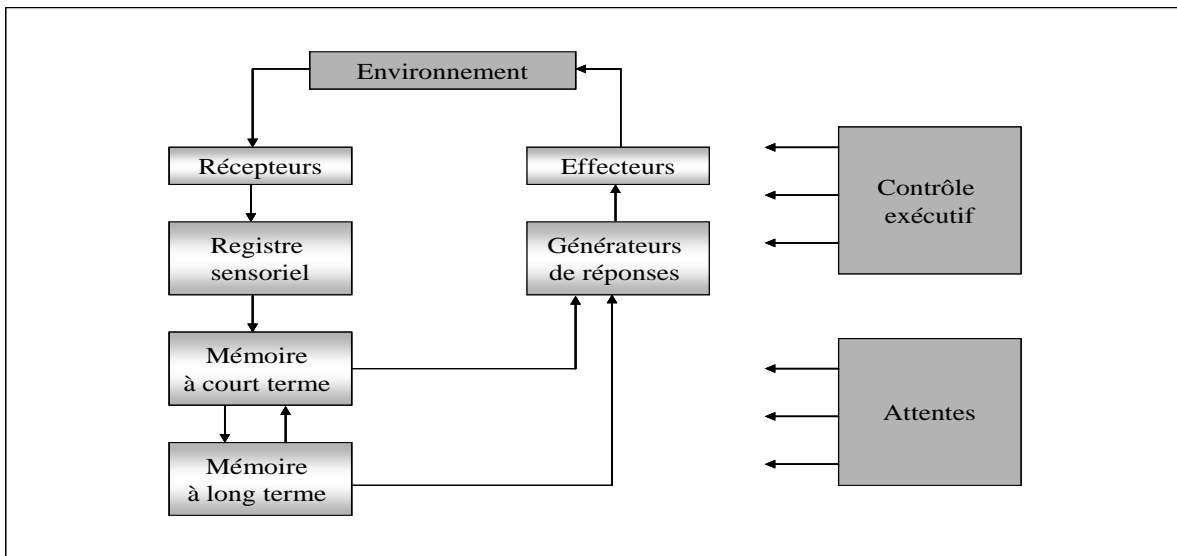 Environnement
Récepteurs
Effecteurs
Contrôle
exécutif
Registre
sensoriel
Générateurs
de réponses
Mémoire
à court terme
Attentes
Mémoire
à long terme